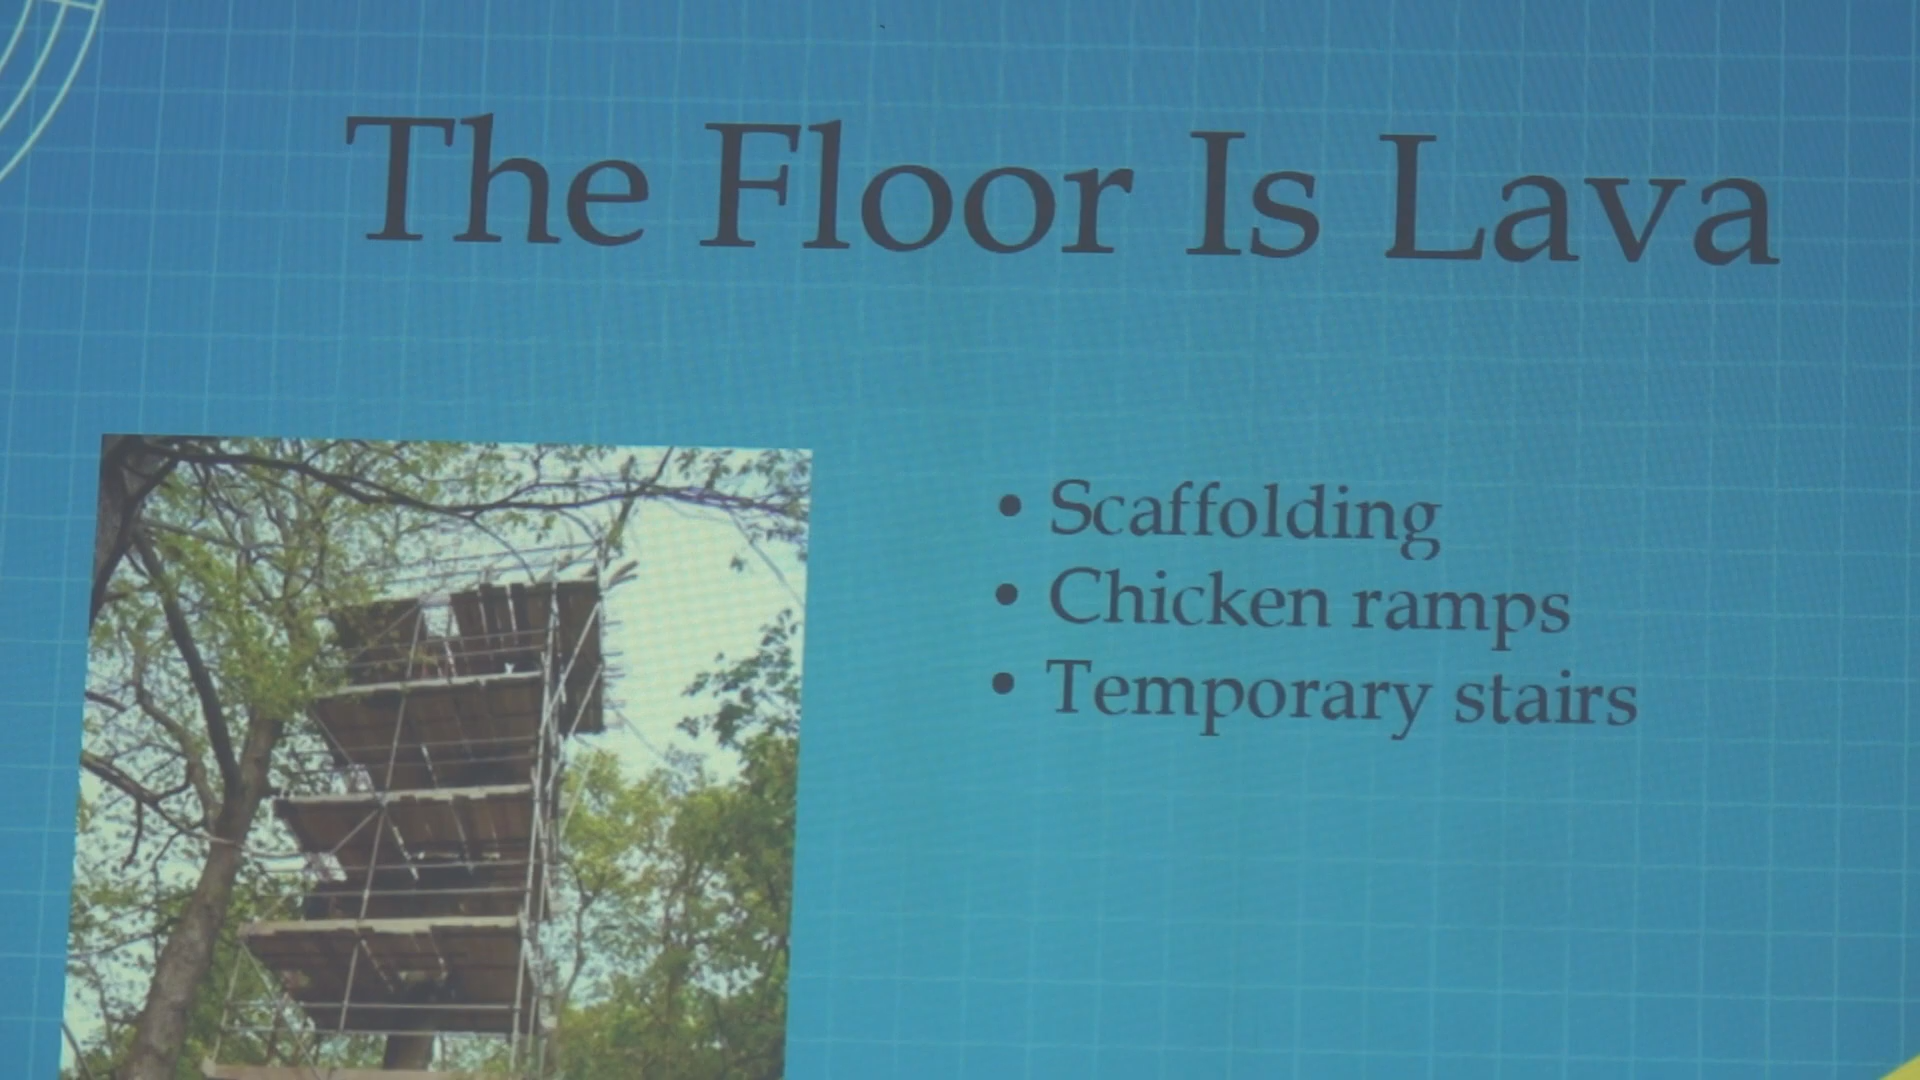 The Floor Is Lava
• Scaffolding
• Chicken ramps
• Temporary stairs